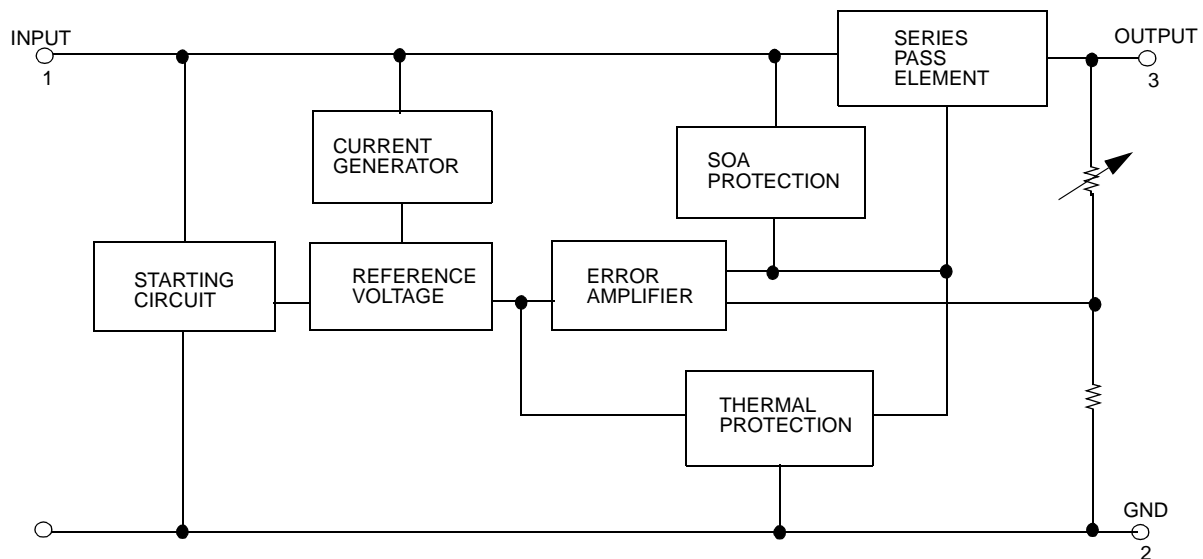 INPUT
1
SERIES
PASS
ELEMENT
OUTPUT
3
CURRENT
GENERATOR
SOA
PROTECTION
STARTING
CIRCUIT
REFERENCE
VOLTAGE
ERROR
AMPLIFIER
THERMAL
PROTECTION
GND
2